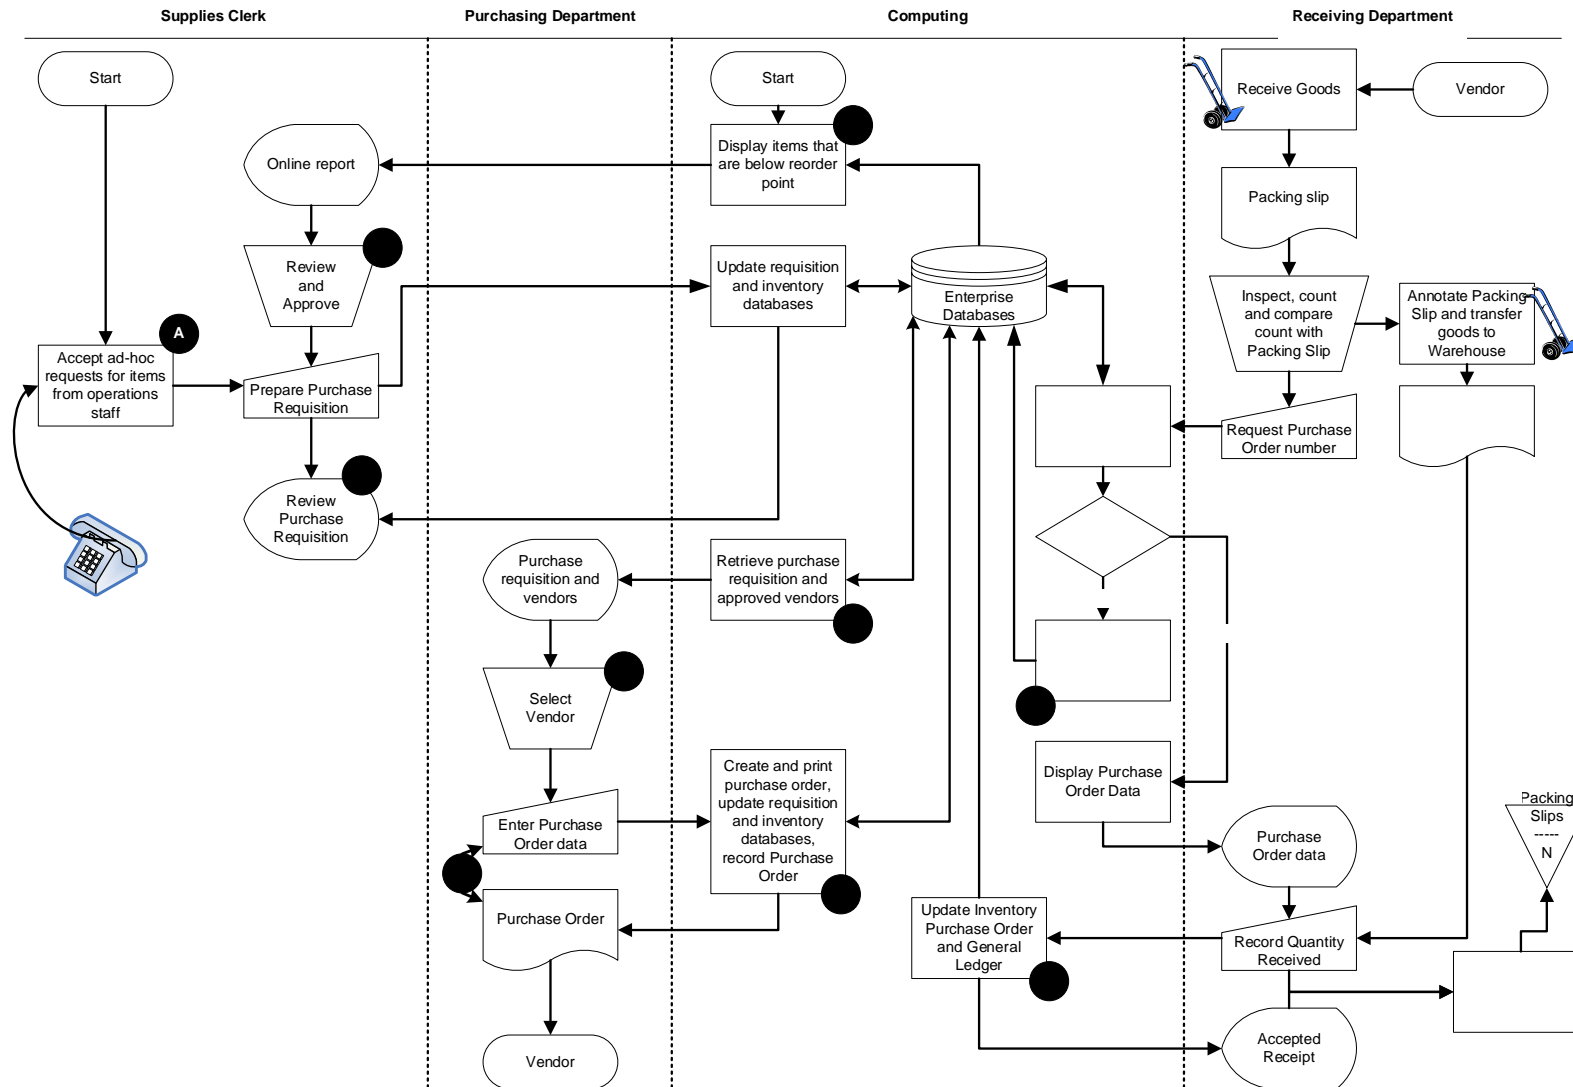 Supplies Clerk
Purchasing Department
Computing
Receiving Department
Start
Start
Receive Goods
Vendor
Online report
Display items that
are below reorder
point
Packing slip
Review
and
Approve
Update requisition
and inventory
databases
Enterprise
Databases
Inspect, count
and compare
count with
Packing Slip
Annotate Packing
Slip and transfer
goods to
Warehouse
A
Accept ad-hoc
requests for items
from operations
staff
Prepare Purchase
Requisition
Request Purchase
Order number
Review
Purchase
Requisition
Purchase
requisition and
vendors
Retrieve purchase
requisition and
approved vendors
Select
Vendor
Create and print
purchase order,
update requisition
and inventory
databases,
record Purchase
Order
Display Purchase
Order Data
Enter Purchase
Order data
Purchase
Order data
Packing
Slips
-----
N
Purchase Order
Update Inventory
Purchase Order
and General
Ledger
Record Quantity
Received
Vendor
Accepted
Receipt